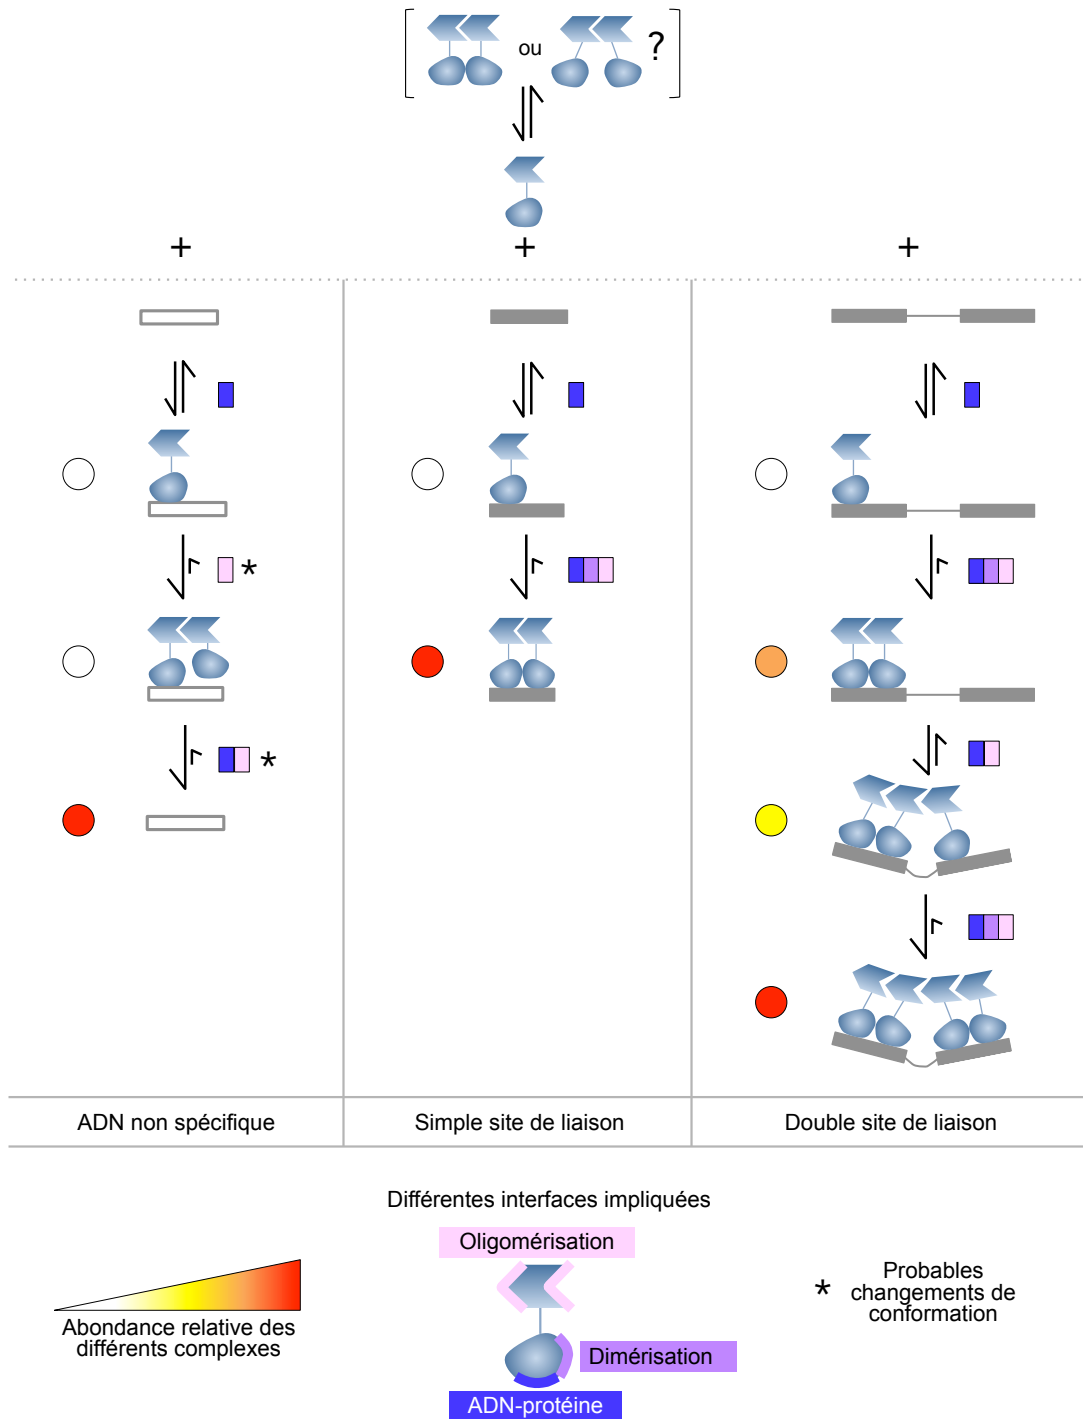 ou
?
+ + +
*
*
ADN non spécifique
Simple site de liaison
Double site de liaison
Différentes interfaces impliquées
Oligomérisation
Dimérisation
ADN-protéine
Abondance relative des
différents complexes
*
Probables
changements de
conformation